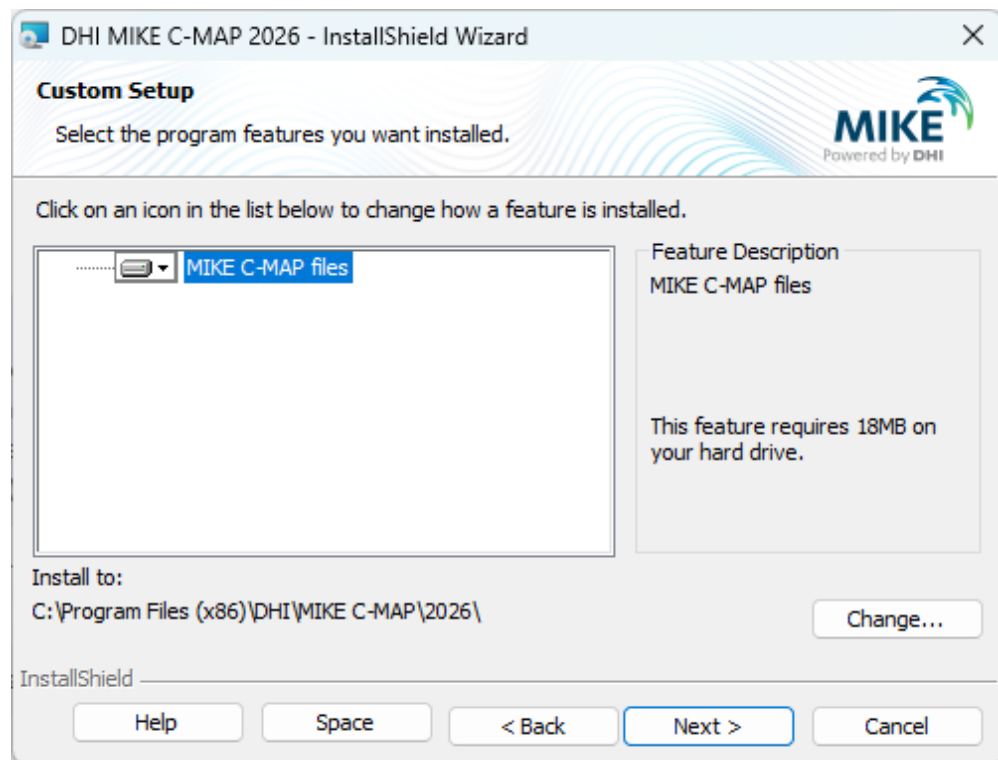 DHI MIKE C-MAP 2026 - InstallShield Wizard
Custom Setup
Select the program features you want installed.
MIKE
Powered by DHI
Click on an icon in the list below to change how a feature is installed.
MIKE C-MAP files
Feature Description
MIKE C-MAP files
This feature requires 18MB on
your hard drive.
Install to:
C:\Program Files (x86)\DHI\MIKE C-MAP\2026\
Change...
InstallShield
Help
Space
< Back
Next >
Cancel